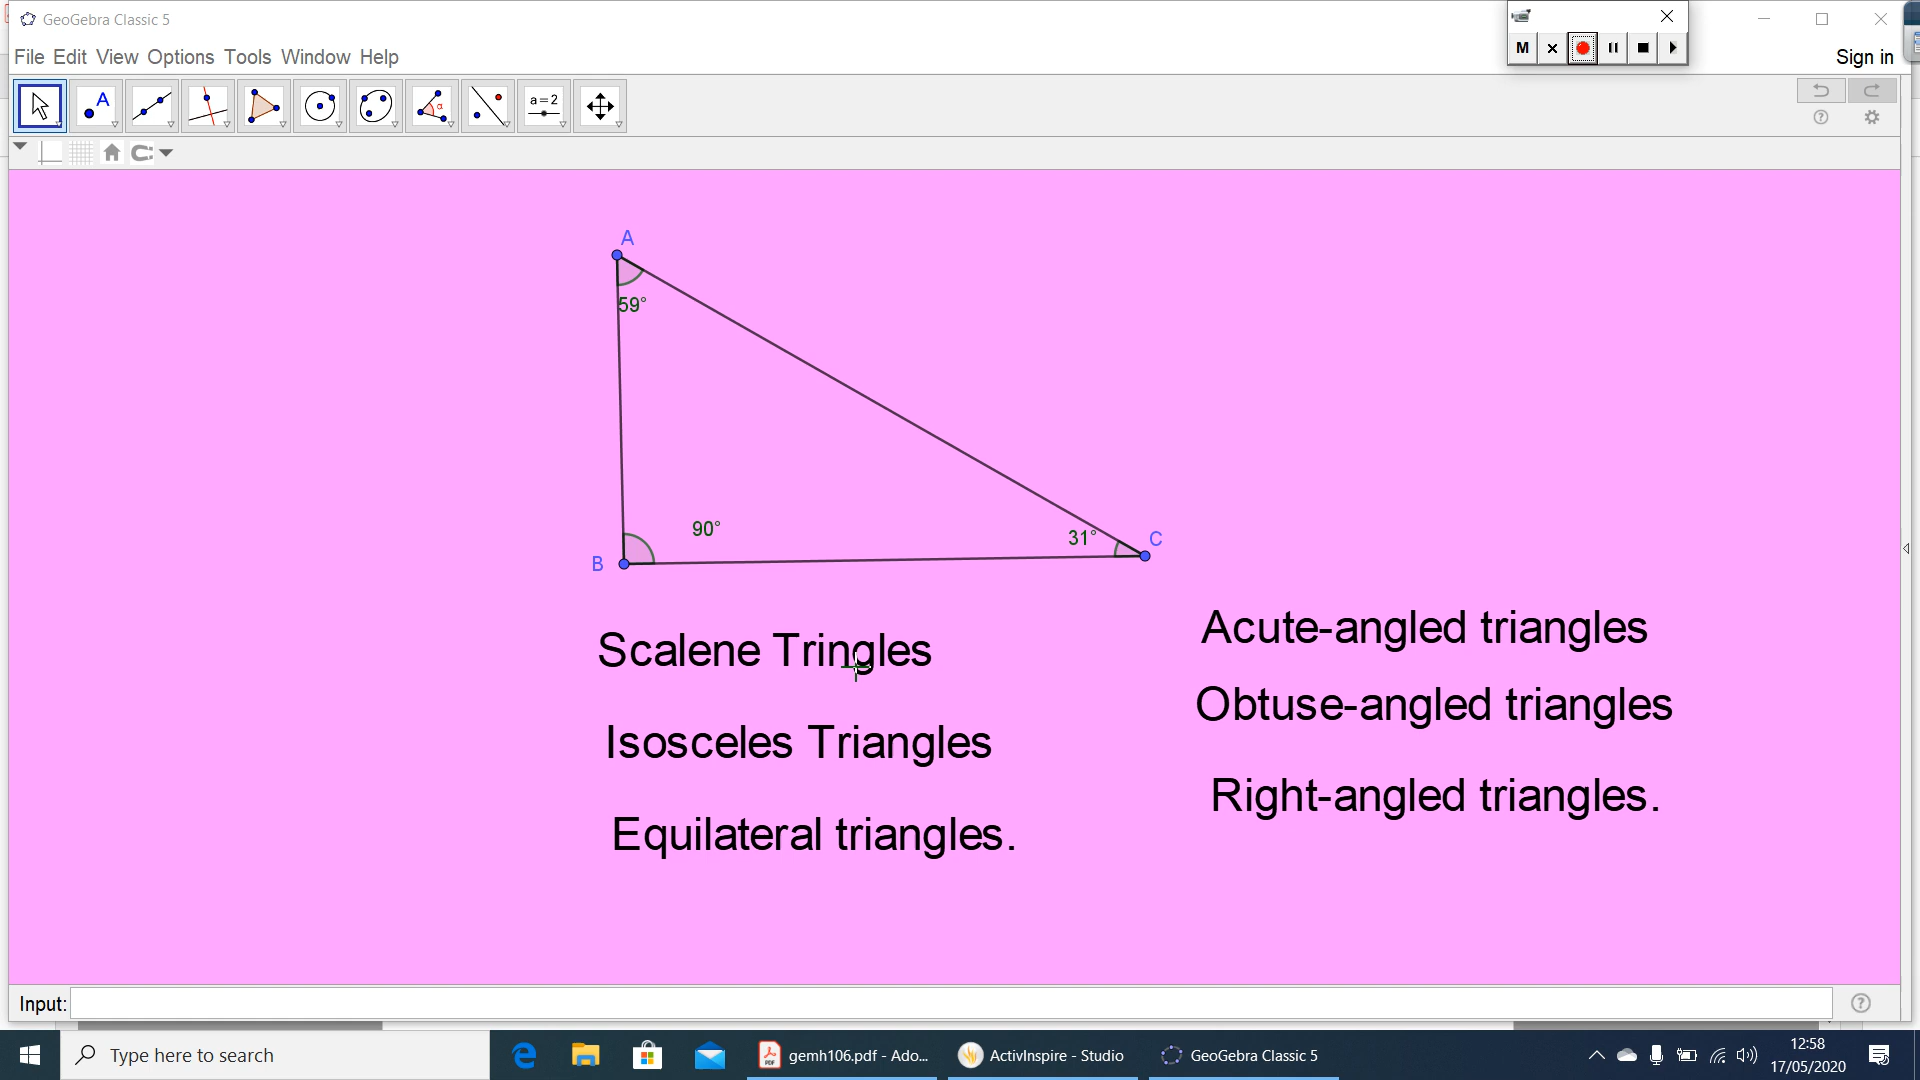 GeoGebra Classic 5
File Edit View Options Tools Window Help
M
Sign in
A
α
a=2
A
59°
90°
31°
C
B
Scalene Tringles
Acute-angled triangles
Isosceles Triangles
Obtuse-angled triangles
Equilateral triangles.
Right-angled triangles.
Input:
Type here to search
gemh106.pdf - Ado...
ActivInspire - Studio
GeoGebra Classic 5
12:58
17/05/2020